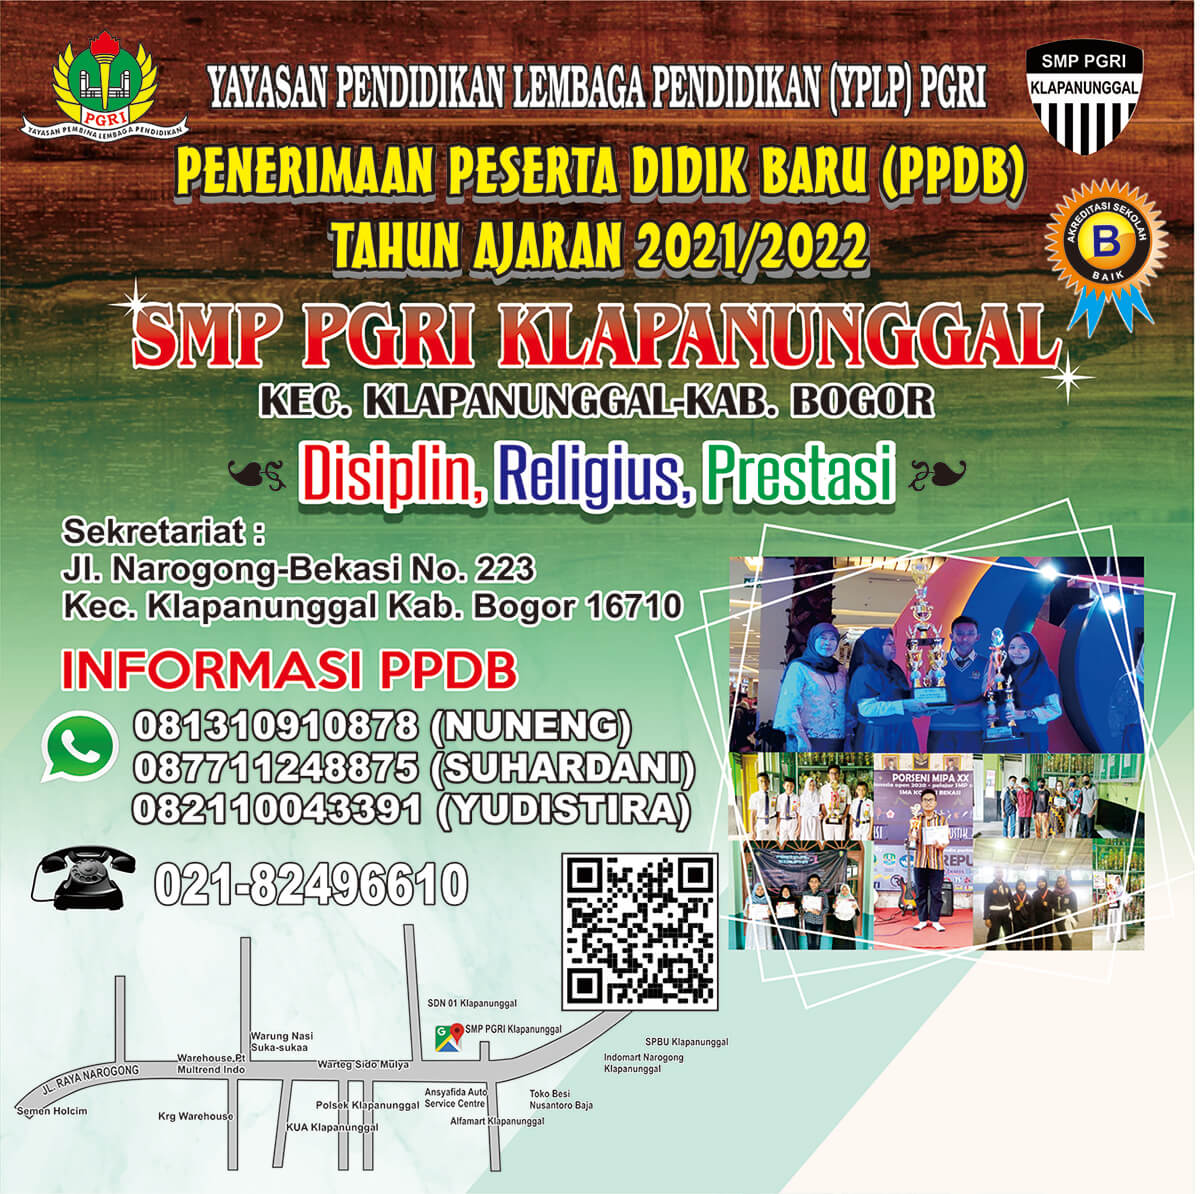 YAYASAN PENDIDIKAN LEMBAGA PENDIDIKAN (YPLP) PGRI
PGRI
YAYASAN PEMBINA LEMBAGA PENDIDIKAN
SMP PGRI
KLAPANUNGGAL
PENERIMAAN PESERTA DIDIK BARU (PPDB)
TAHUN AJARAN 2021/2022
AKREDITASI SEKOLAH
B
BAIK
SMP PGRI KLAPANUNGGAL
KEC. KLAPANUNGGAL-KAB. BOGOR
Disiplin, Religius, Prestasi
Sekretariat :
Jl. Narogong-Bekasi No. 223
Kec. Klapanunggal Kab. Bogor 16710
INFORMASI PPDB
081310910878 (NUNENG)
087711248875 (SUHARDANI)
082110043391 (YUDISTIRA)
021-82496610
PORSENI MIPA XX
SDN 01 Klapanunggal
SMP PGRI Klapanunggal
Warung Nasi
Suka-sukaa
SPBU Klapanunggal
Warehouse Pt
Multrend Indo
Warteg Sido Mulya
Indomart Narogong
Klapanunggal
JL. RAYA NAROGONG
Ansyafida Auto
Service Centre
Toko Besi
Nusantoro Baja
Semen Holcim
Krg Warehouse
Polsek Klapanunggal
KUA Klapanunggal
Alfamart Klapanunggal